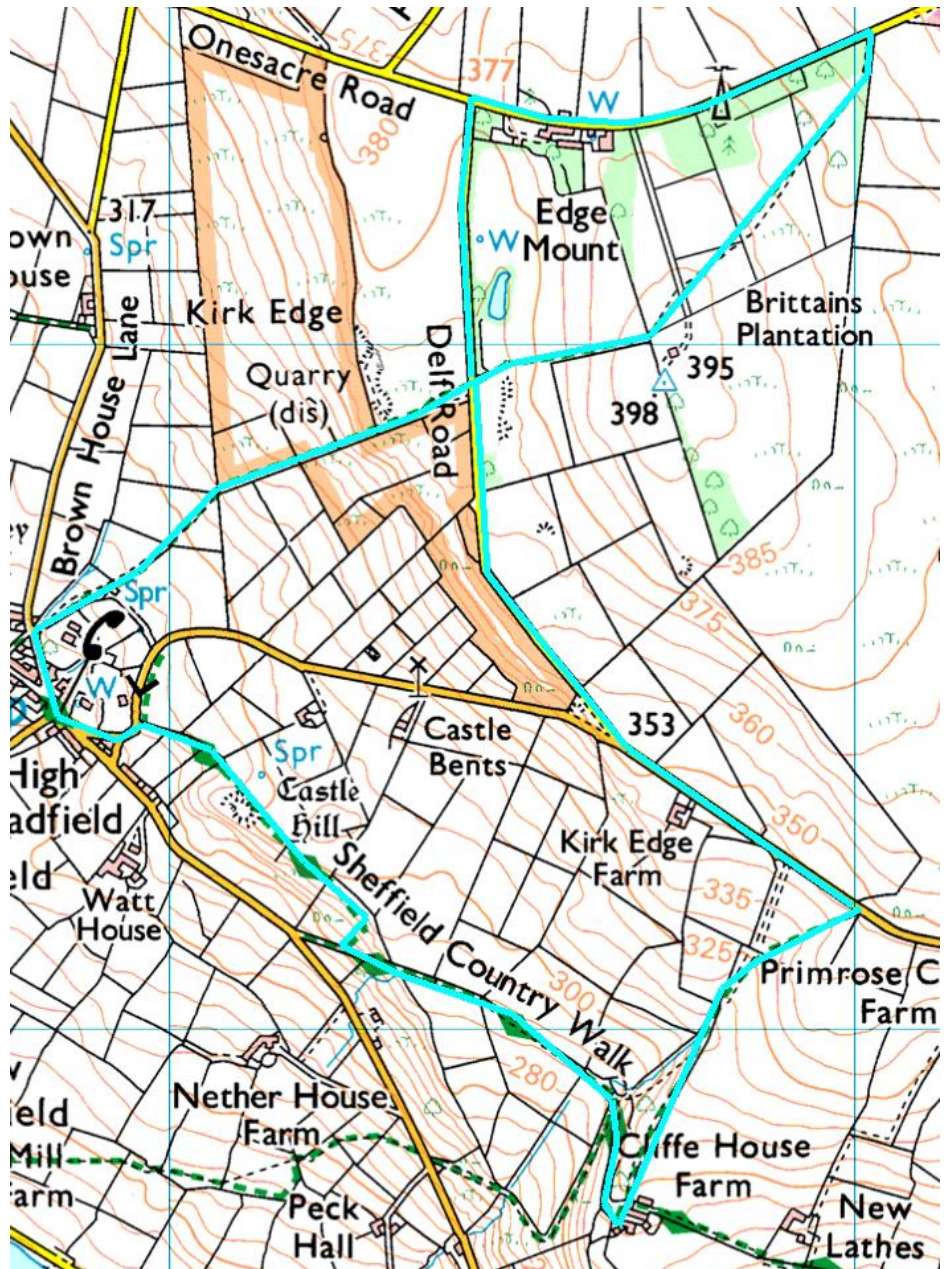 Onesacre Road
375
377
W
380
317
Spr
own
ouse
Edge
Mount
W
Kirk Edge
Lane
Brittains
Plantation
Delf Road
Quarry
(dis)
395
398
Brown House
385
Spr
375
W
353
360
Castle
Bents
Spr
High
adfield
Castle
Hill
350
Kirk Edge
Farm
335
eld
Watt
House
Sheffield Country Walk
325
300
Primrose C
Farm
280
Nether House
Farm
ield
Mill
arm
Cliffe House
Farm
Peck
Hall
New
Lathes